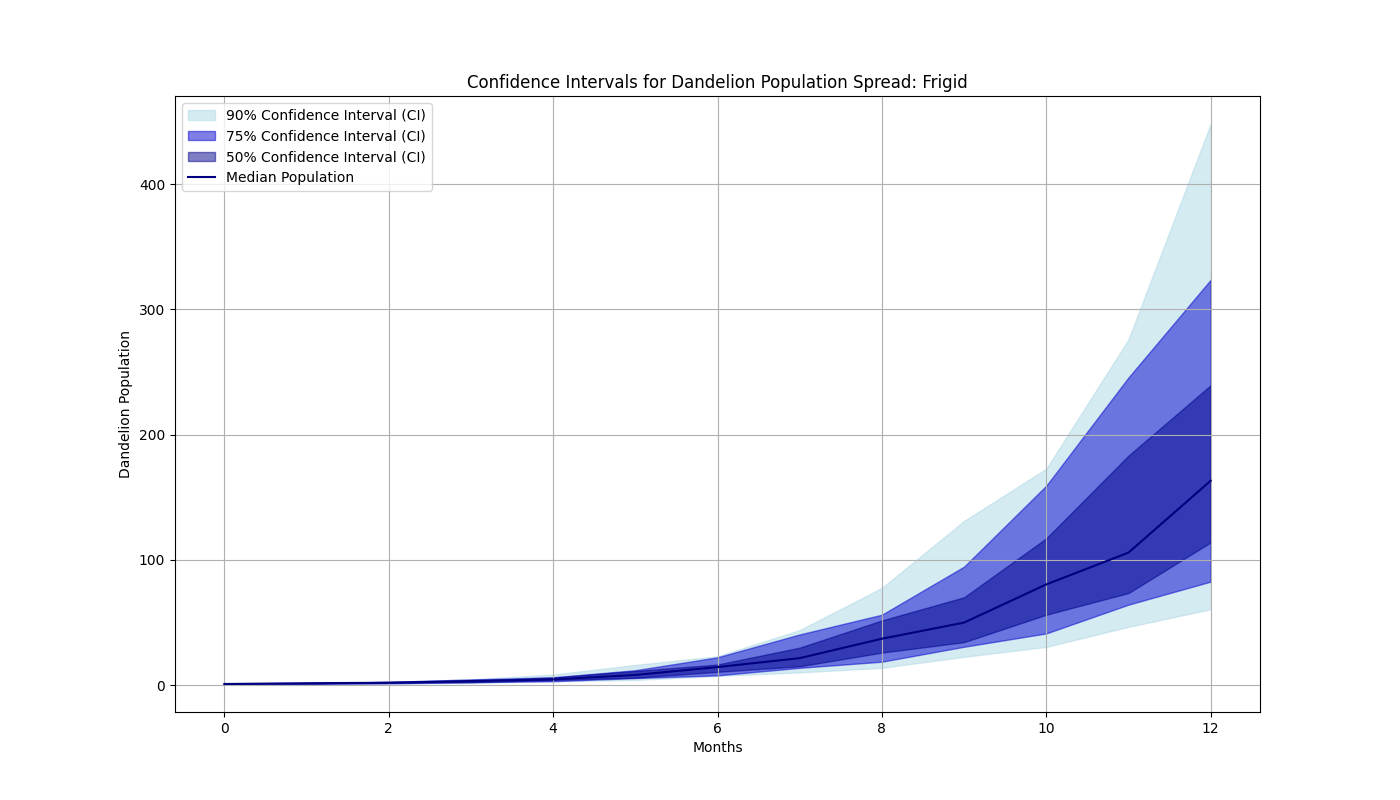 Confidence Intervals for Dandelion Population Spread: Frigid
90% Confidence Interval (CI)
75% Confidence Interval (CI)
50% Confidence Interval (CI)
Median Population
400
300
200
100
0
Dandelion Population
0 2 4 6 8 10 12
Months